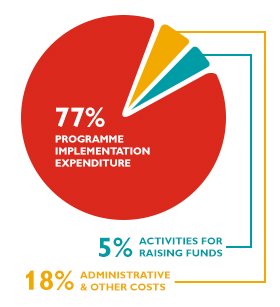 77%
PROGRAMME
IMPLEMENTATION
EXPENDITURE
5% ACTIVITIES FOR
RAISING FUNDS
18% ADMINISTRATIVE
& OTHER COSTS